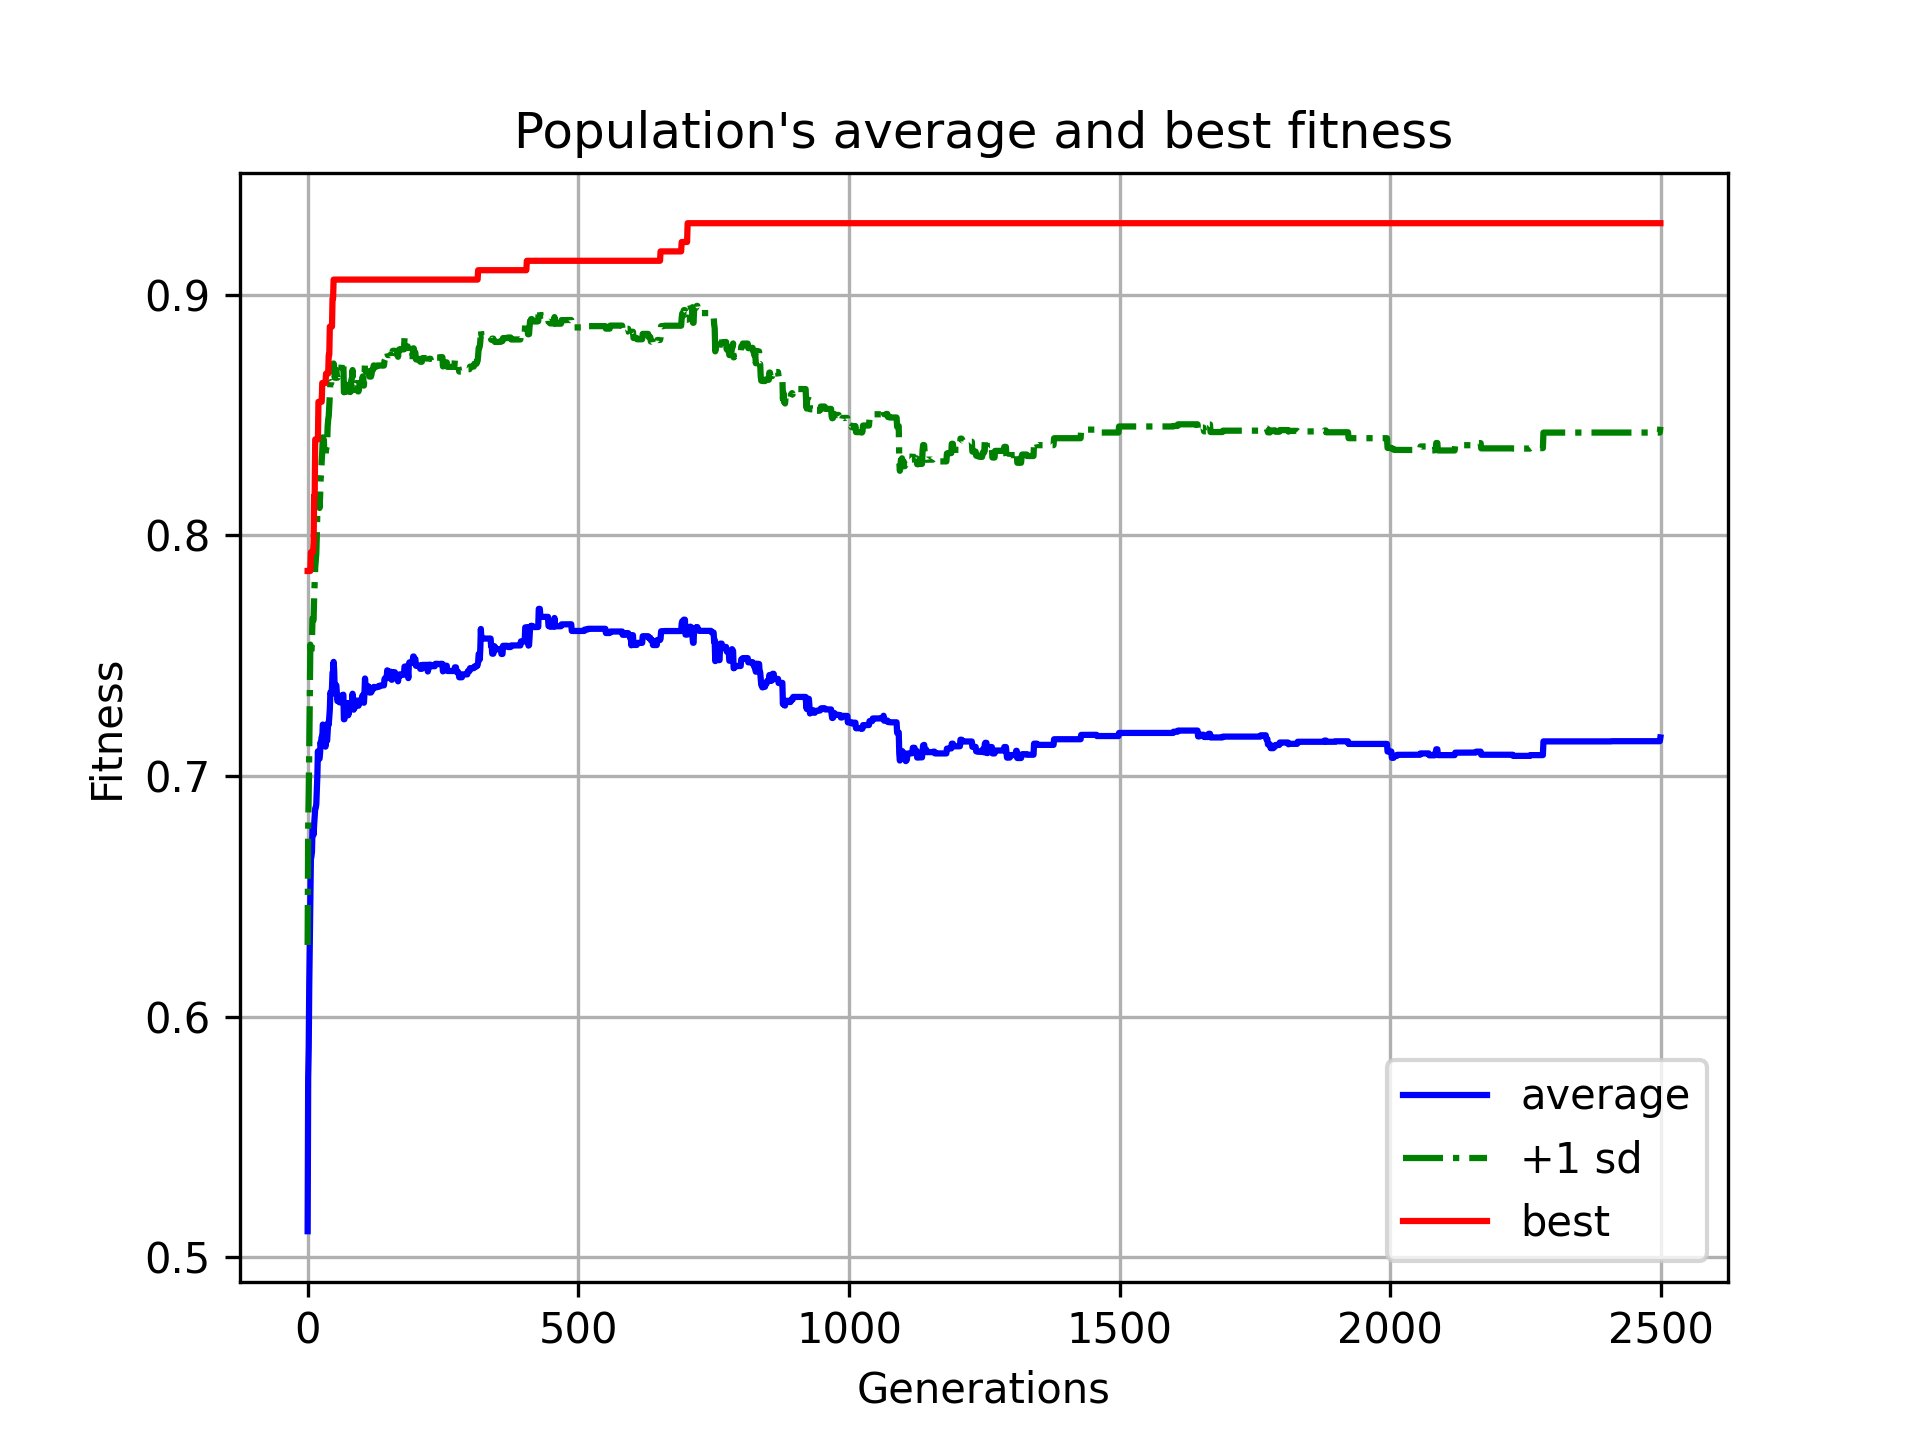 Population's average and best fitness
Fitness
0.9
0.8
0.7
0.6
0.5
0
500
1000
1500
2000
2500
Generations
average
+1 sd
best